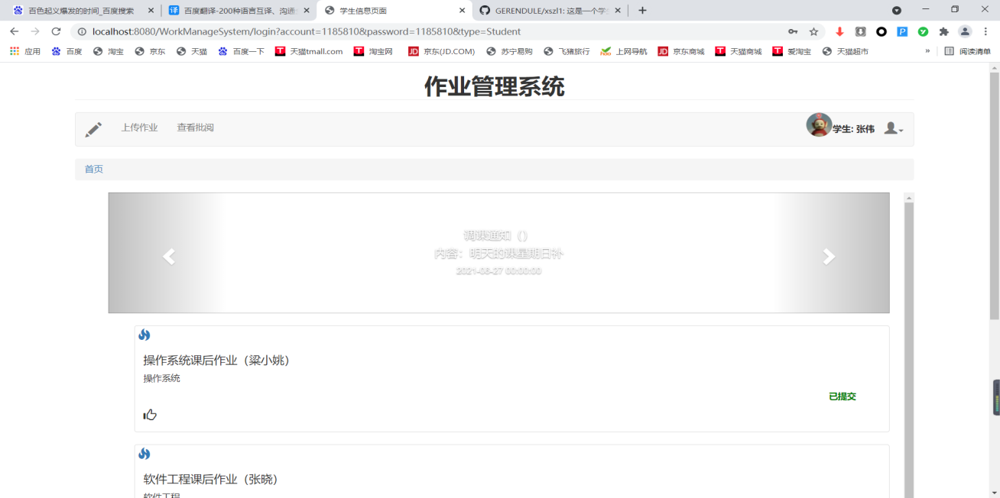 百色起义爆发的时间_百度搜索
百度翻译-200种语言互译、沟通
学生信息页面
GERENDULE/xszl1: 这是一个学
localhost:8080/WorkManageSystem/login?account=1185810&password=1185810&type=Student
应用 百度 淘宝 京东 天猫 百度一下 天猫tmall.com 淘宝网 京东(JD.COM) 苏宁易购 飞猪旅行 上网导航 京东商城 天猫商城 爱淘宝 天猫超市 » 阅读清单
作业管理系统
上传作业 查看批阅 学生: 张伟
首页
调课通知（）
内容：明天的课星期日补
2021-06-27 00:00:00
操作系统课后作业（梁小姚）
操作系统
已提交
软件工程课后作业（张晓）
软件工程